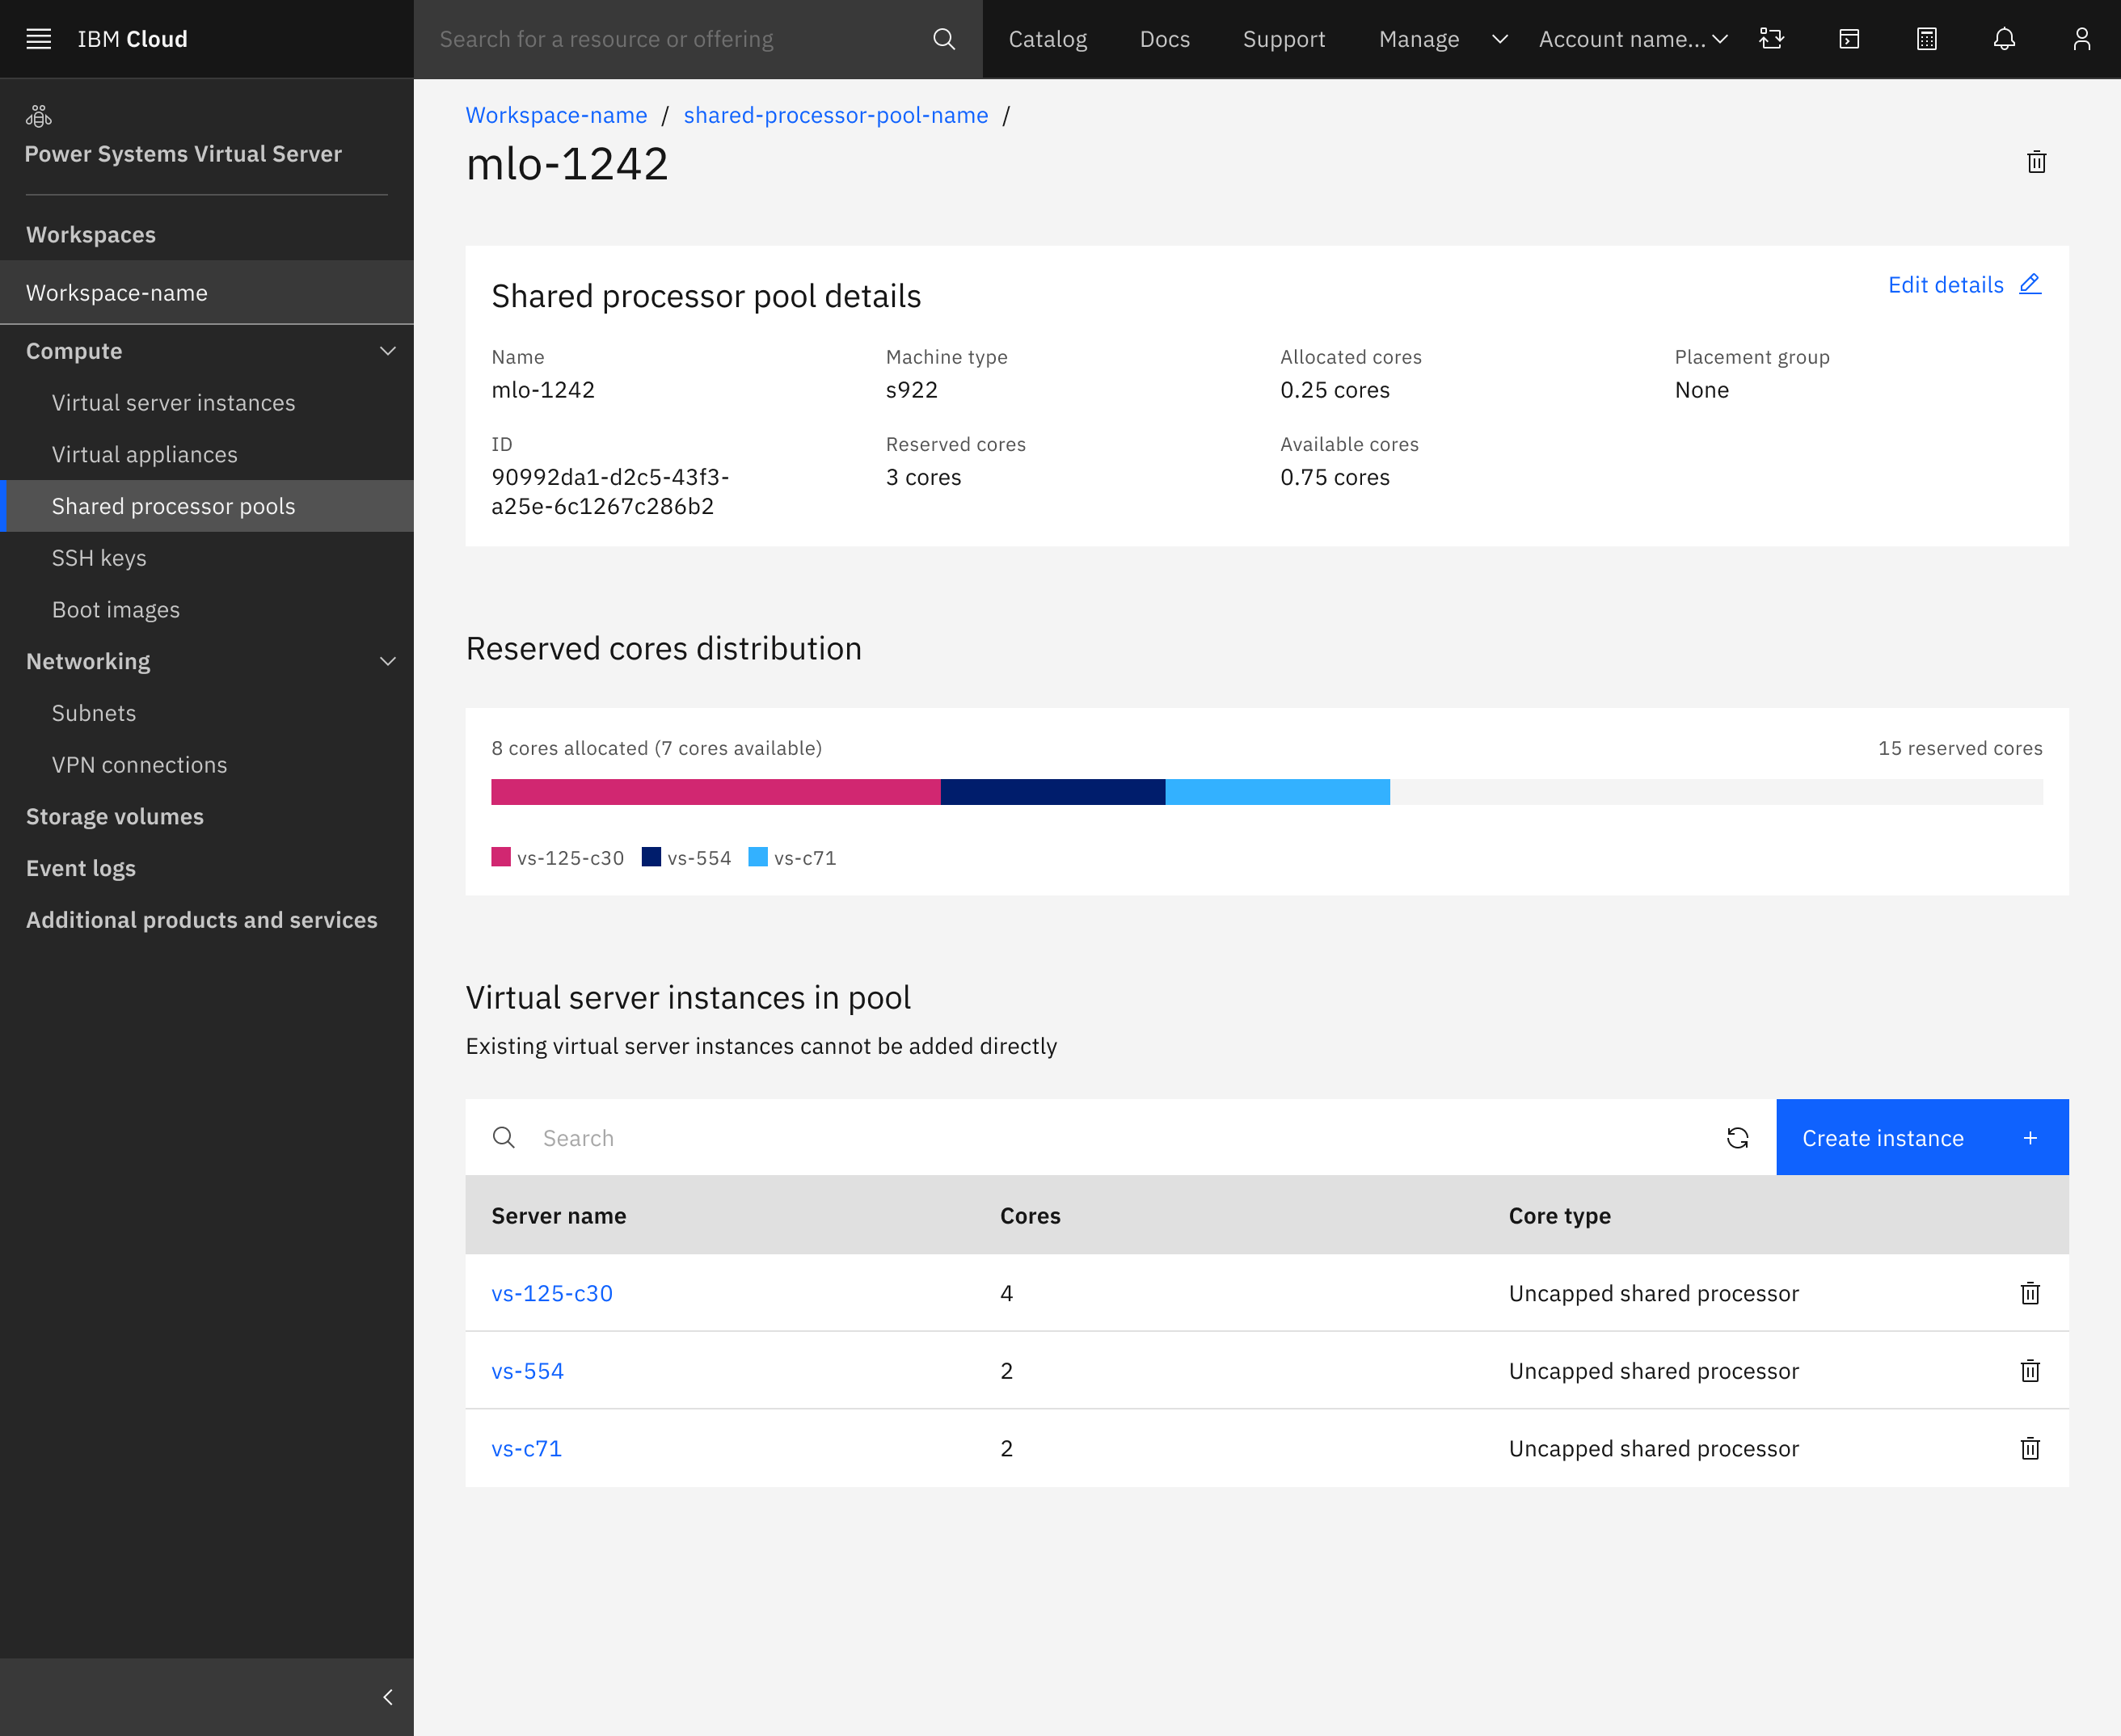 IBM Cloud
Search for a resource or offering
Catalog
Docs
Support
Manage
Account name...
Power Systems Virtual Server
Workspaces
Workspace-name
Compute
Virtual server instances
Virtual appliances
Shared processor pools
SSH keys
Boot images
Networking
Subnets
VPN connections
Storage volumes
Event logs
Additional products and services
Workspace-name / shared-processor-pool-name /
mlo-1242
Shared processor pool details
Edit details
Name
mlo-1242
Machine type
s922
Allocated cores
0.25 cores
Placement group
None
ID
90992da1-d2c5-43f3-
a25e-6c1267c286b2
Reserved cores
3 cores
Available cores
0.75 cores
Reserved cores distribution
8 cores allocated (7 cores available)
15 reserved cores
vs-125-c30
vs-554
vs-c71
Virtual server instances in pool
Existing virtual server instances cannot be added directly
Search
Create instance +
Server name Cores Core type
vs-125-c30 4 Uncapped shared processor
vs-554 2 Uncapped shared processor
vs-c71 2 Uncapped shared processor